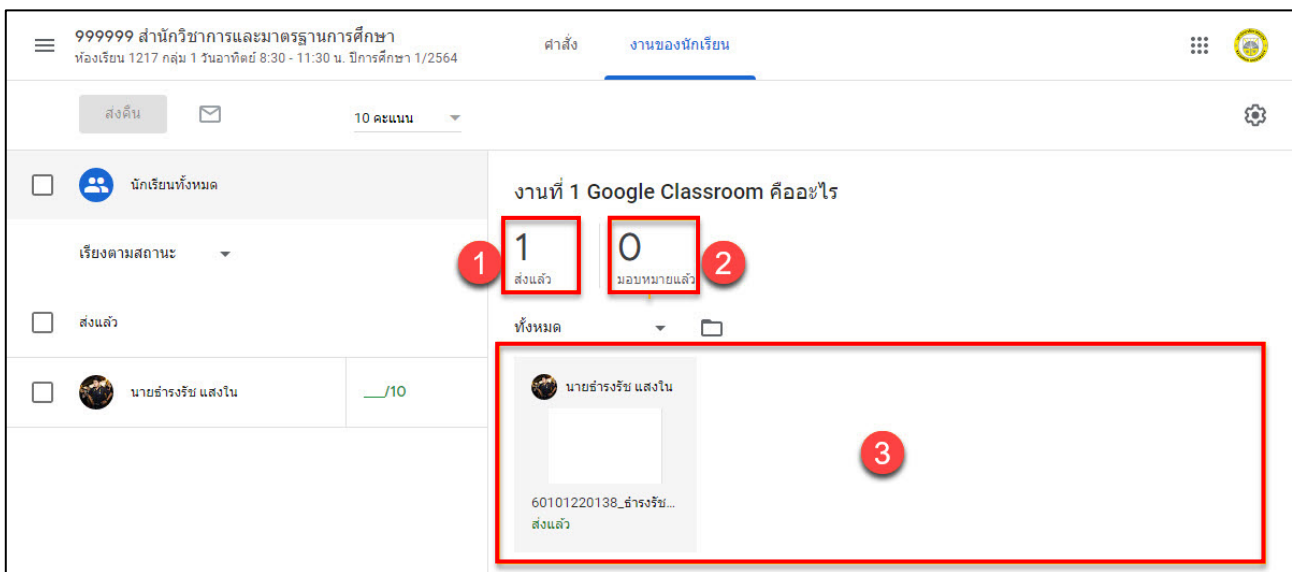 999999 สำนักวิชาการและมาตรฐานการศึกษา
ห้องเรียน 1217 กลุ่ม 1 วันอาทิตย์ 8:30 - 11:30 น. ปีการศึกษา 1/2564
คำสั่ง
งานของนักเรียน
ส่งคืน
10 คะแนน
นักเรียนทั้งหมด
เรียงตามสถานะ
ส่งแล้ว
นายธำรงรัช แสงใน
__/10
งานที่ 1 Google Classroom คืออะไร
1
1
ส่งแล้ว
0
2
มอบหมายแล้ว
ทั้งหมด
นายธำรงรัช แสงใน
3
60101220138_ธำรงรัช...
ส่งแล้ว